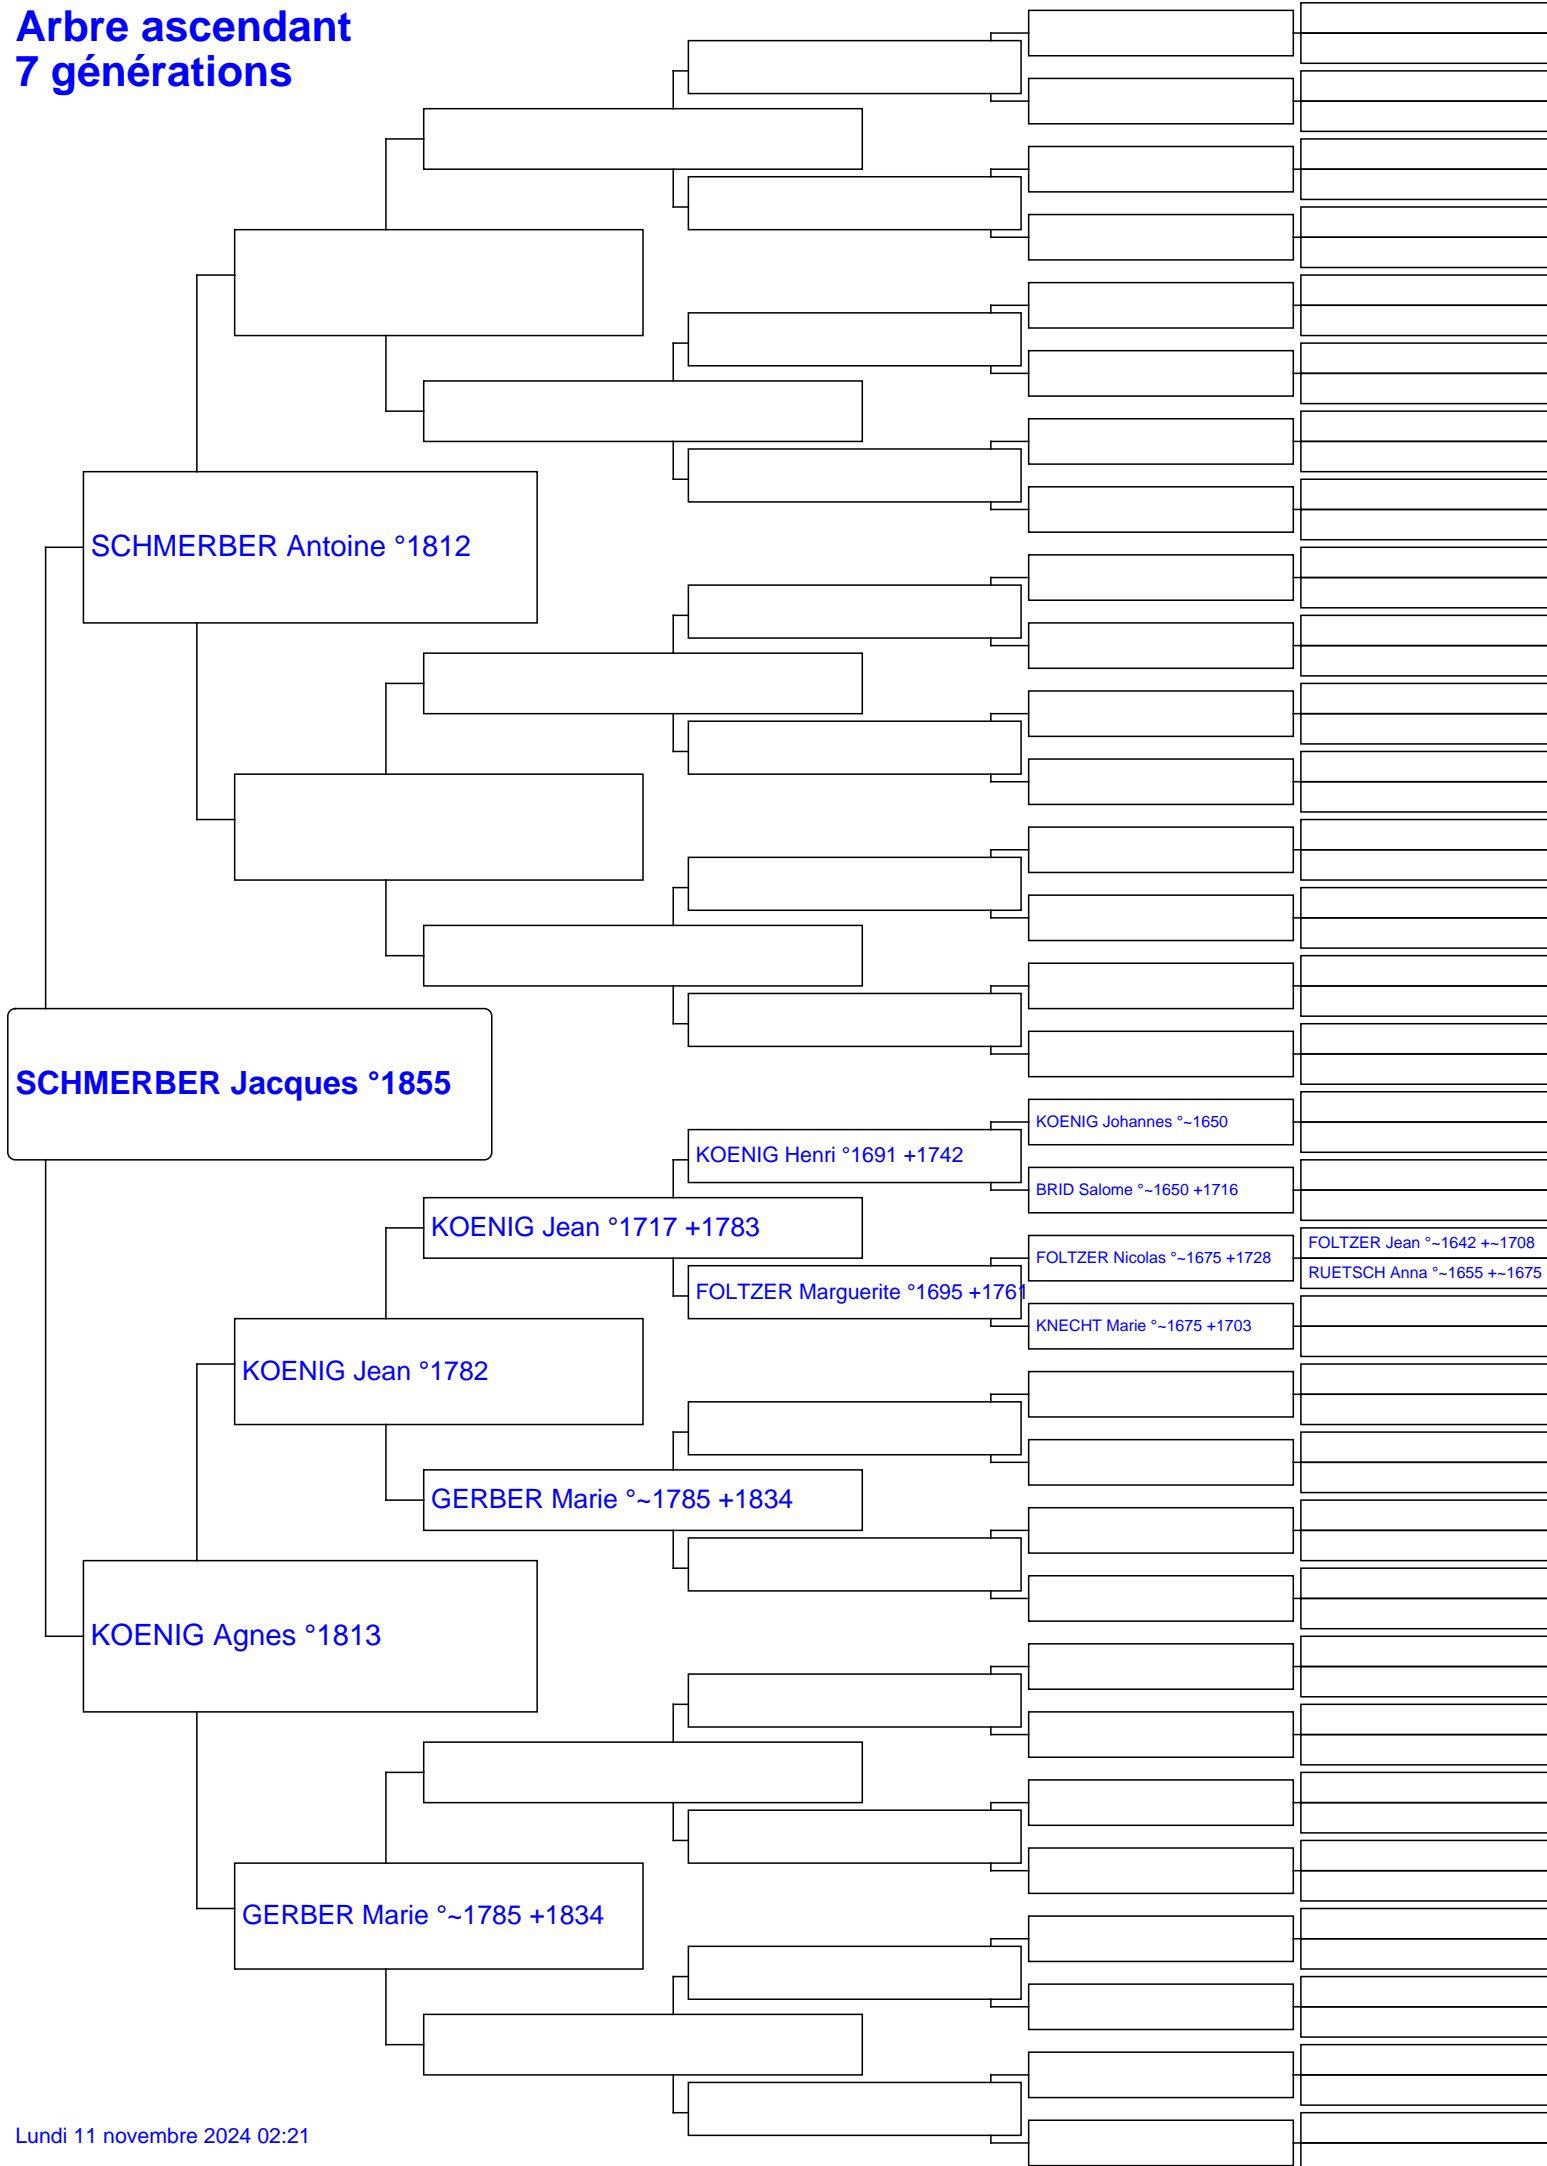 Arbre ascendant
7 générations
SCHMERBER Antoine °1812
SCHMERBER Jacques °1855
KOENIG Johannes °~1650
KOENIG Henri °1691 +1742
BRID Salome °~1650 +1716
KOENIG Jean °1717 +1783
FOLTZER Jean °~1642 +~1708
FOLTZER Nicolas °~1675 +1728
RUETSCH Anna °~1655 +~1675
FOLTZER Marguerite °1695 +1761
KNECHT Marie °~1675 +1703
KOENIG Jean °1782
GERBER Marie °~1785 +1834
KOENIG Agnes °1813
GERBER Marie °~1785 +1834
Lundi 11 novembre 2024 02:21